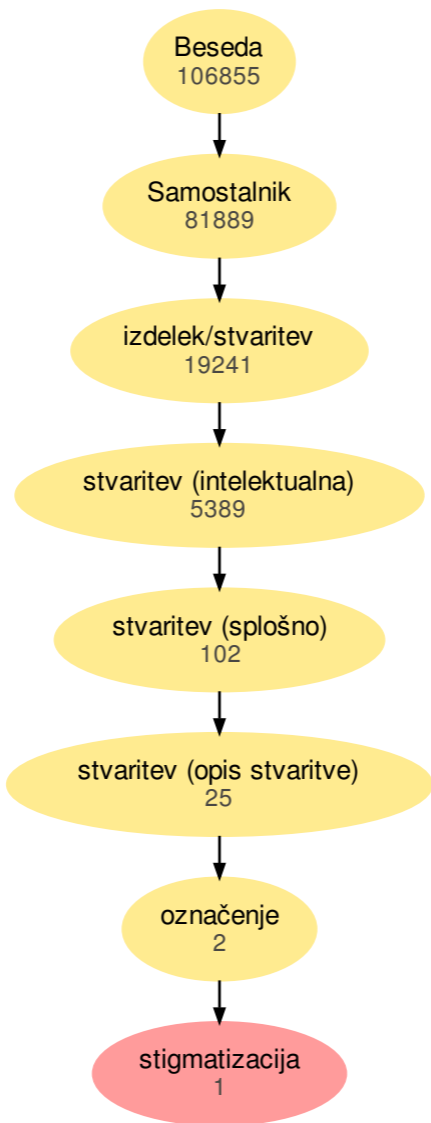 Beseda
106855
Samostalnik
81889
izdelek/stvaritev
19241
stvaritev (intelektualna)
5389
stvaritev (splošno)
102
stvaritev (opis stvaritve)
25
označenje
2
stigmatizacija
1